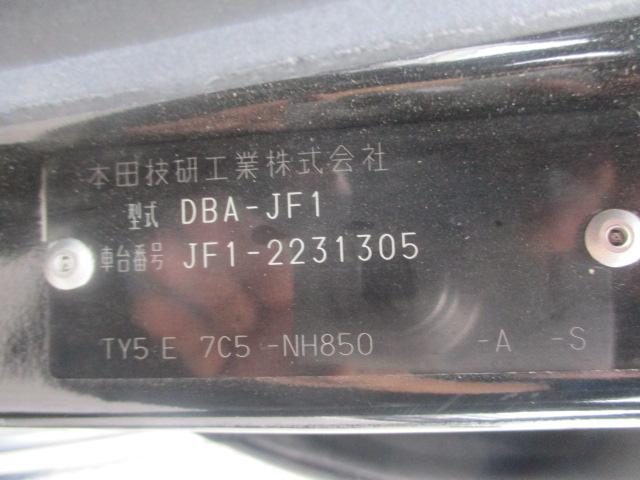 本田技研工業株式会社
型式 DBA-JF1
車台番号 JF1-2231305
TY5 E 7C5 -NH850 -A -S